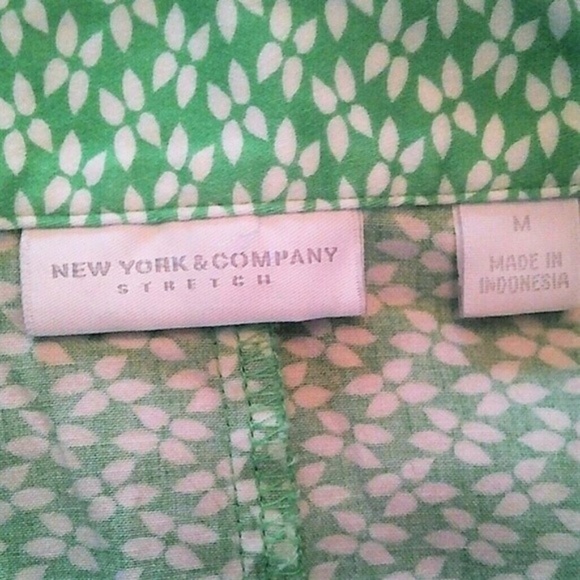 NEW YORK & COMPANY
STRETCH
M
MADE IN
INDONESIA